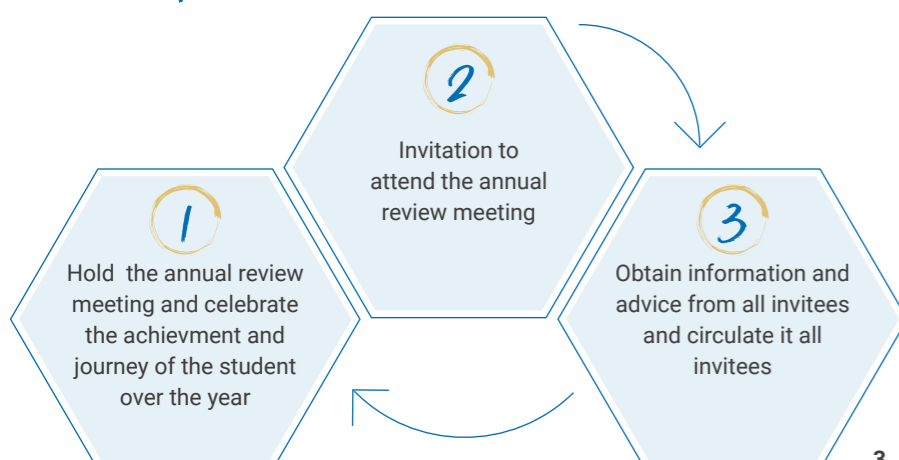 1
Hold the annual review
meeting and celebrate
the achievment and
journey of the student
over the year
2
Invitation to
attend the annual
review meeting
3
Obtain information and
advice from all invitees
and circulate it all
invitees
3